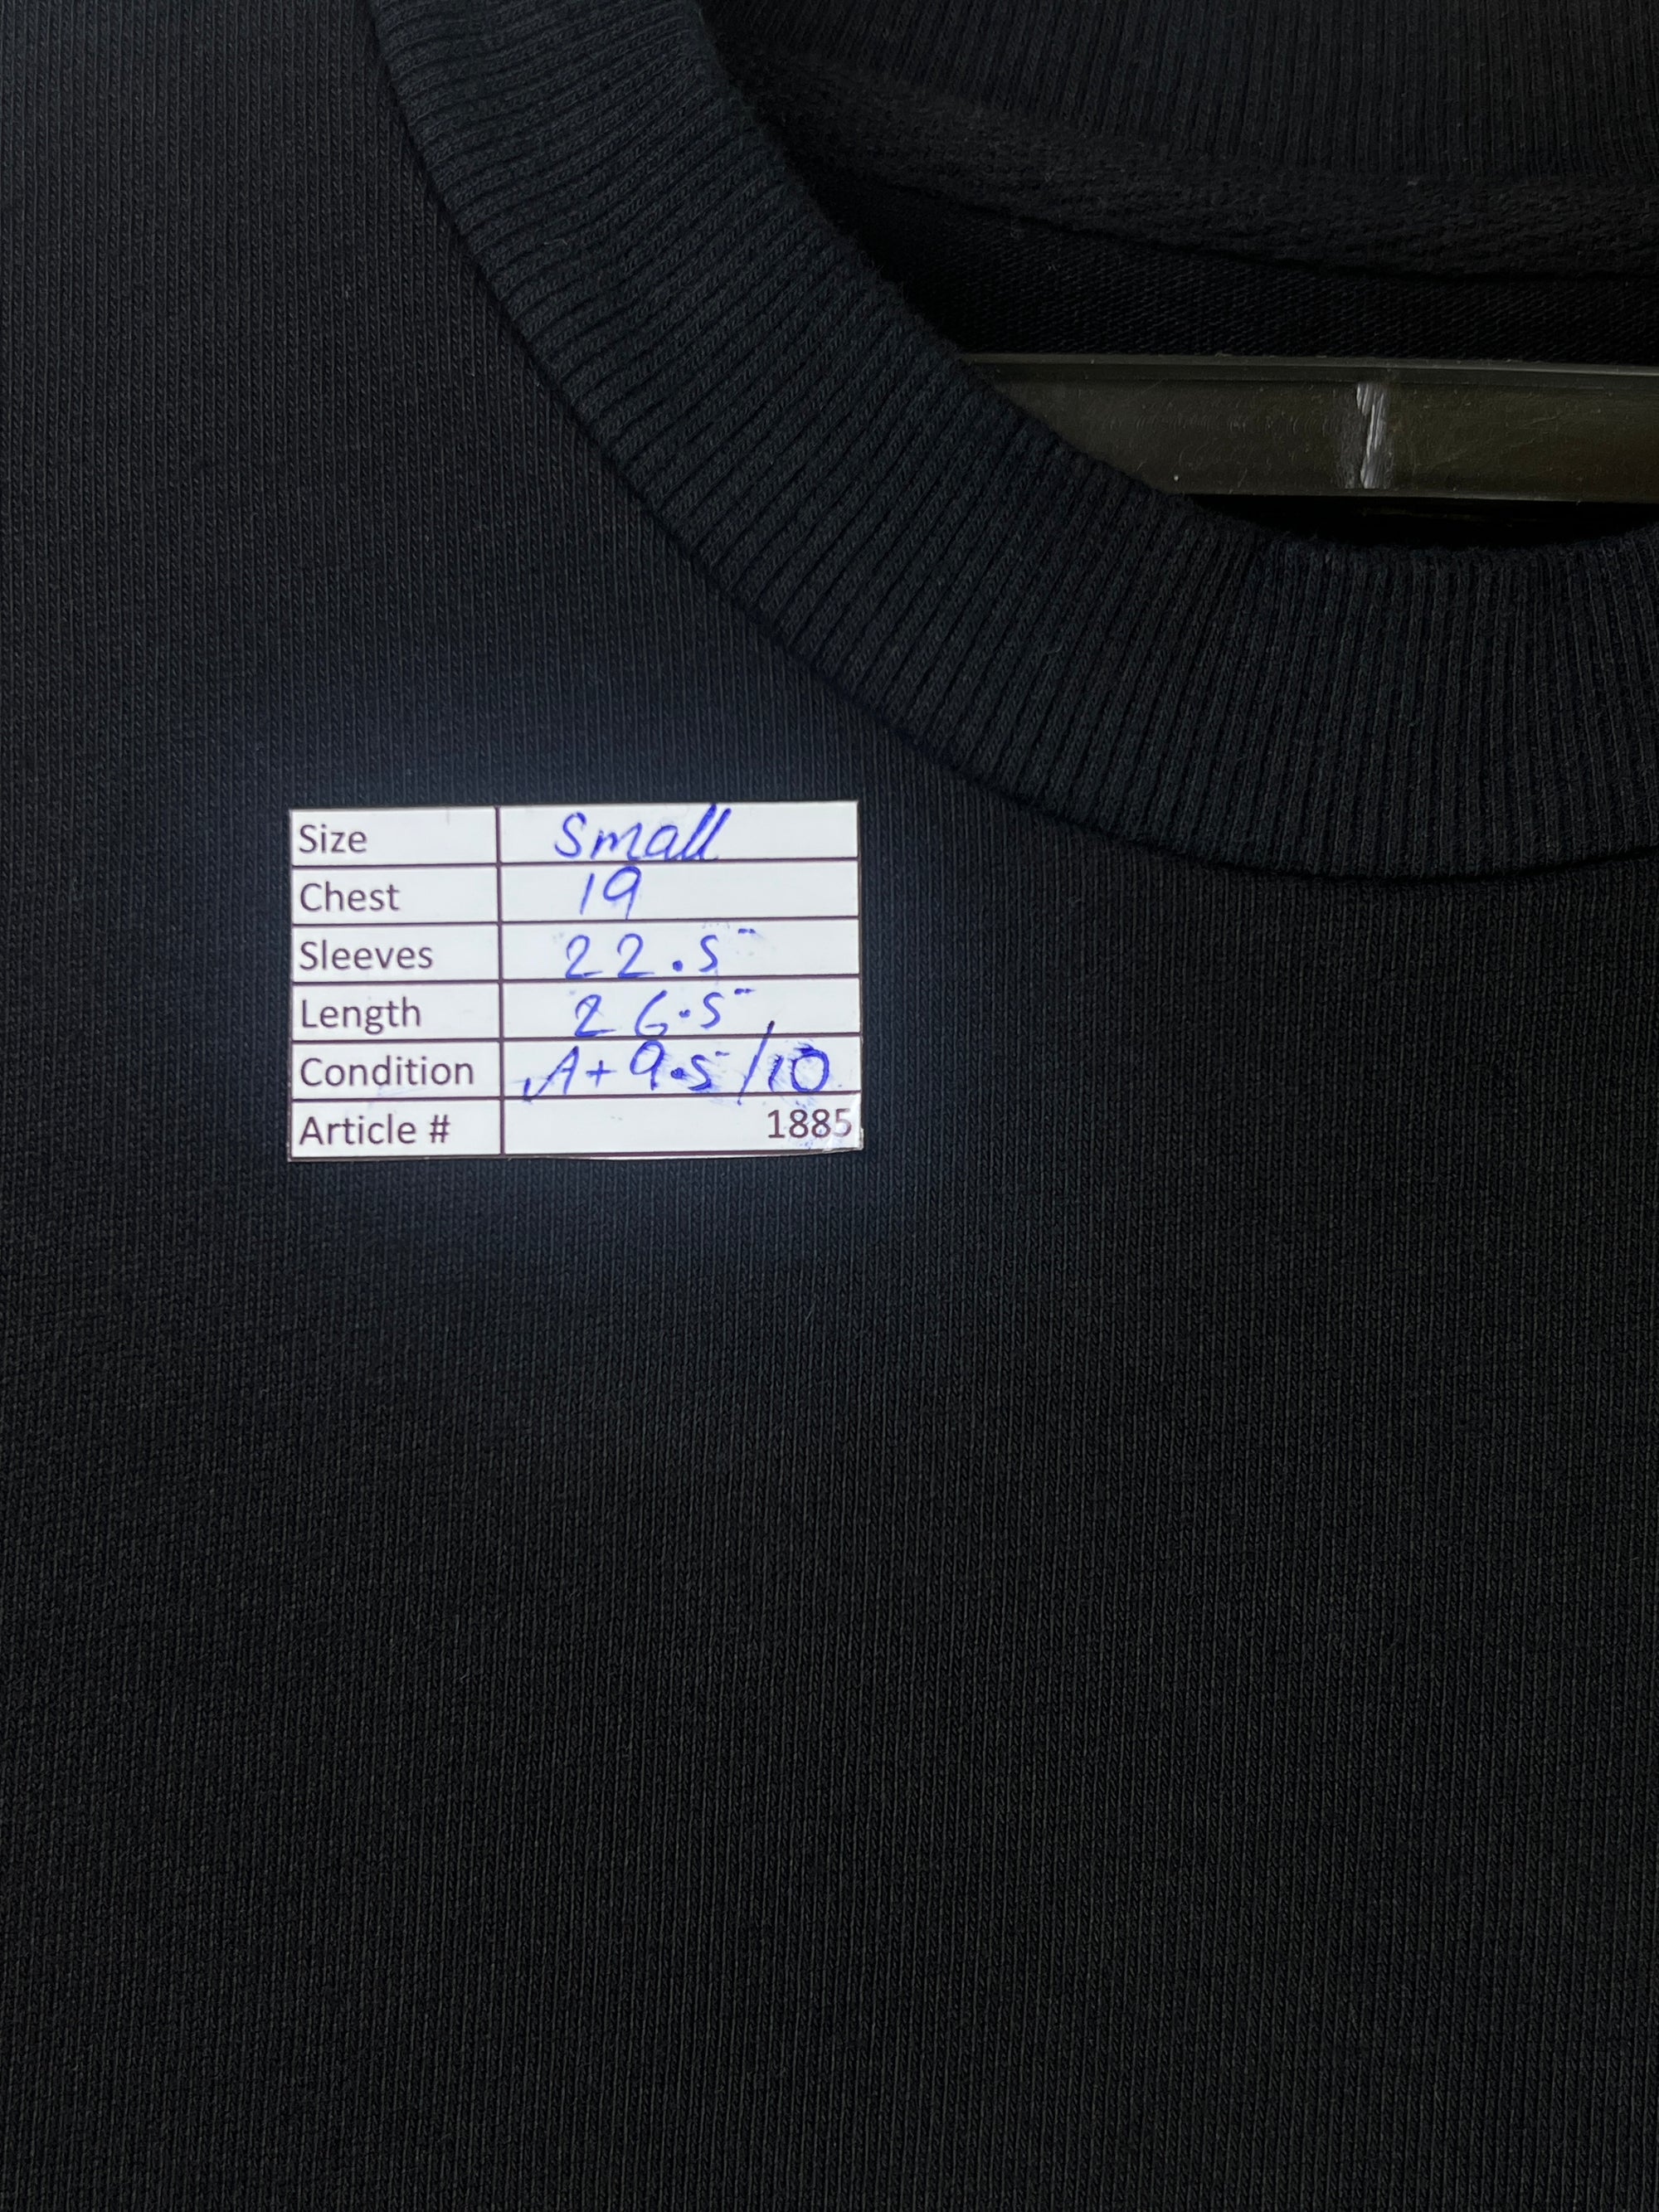 Size Small
Chest 19
Sleeves 22.5
Length 26.5
Condition A+ 9.5/10
Article # 1885